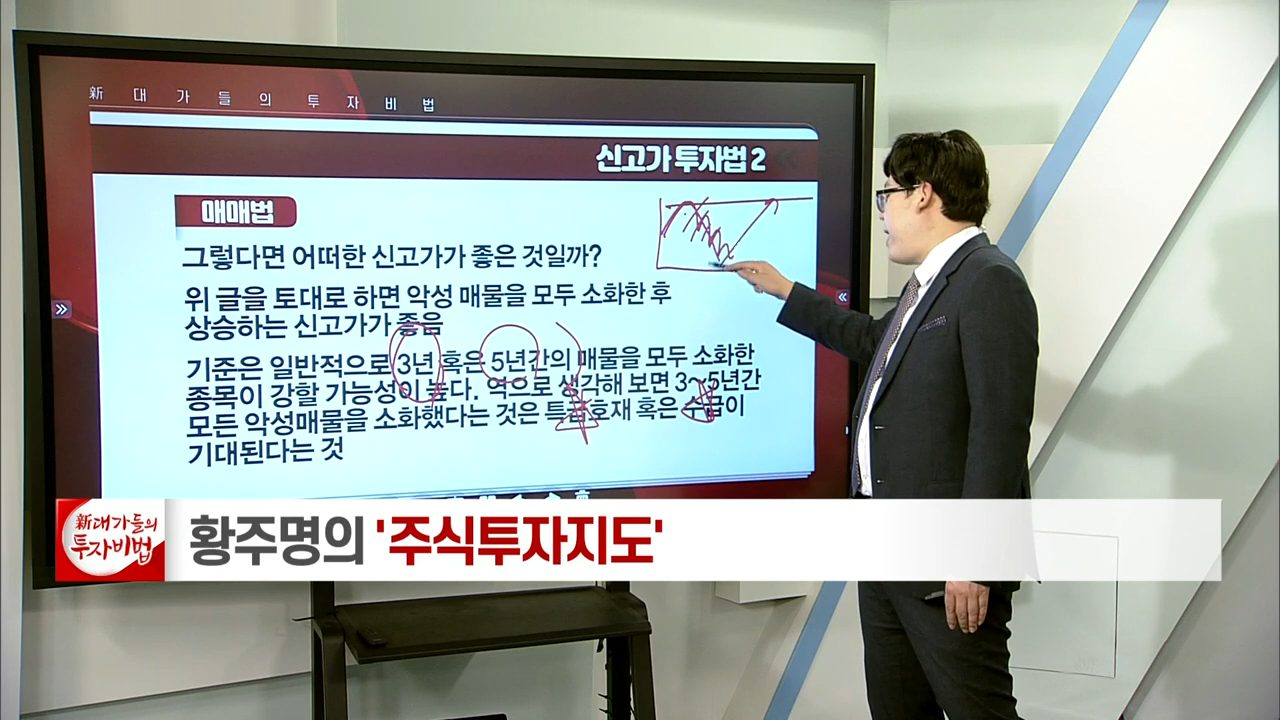 新 대 가 들 의 투 자 비 법
신고가 투자법 2
매매법
그렇다면 어떠한 신고가가 좋은 것일까?
위 글을 토대로 하면 악성 매물을 모두 소화한 후
상승하는 신고가가 좋음
기준은 일반적으로 3년 혹은 5년간의 매물을 모두 소화한
종목이 강할 가능성이 높다. 역으로 생각해 보면 3~5년간
모든 악성매물을 소화했다는 것은 특급호재 혹은 수급이
기대된다는 것
新대가들의
투자비법
황주명의 '주식투자지도'